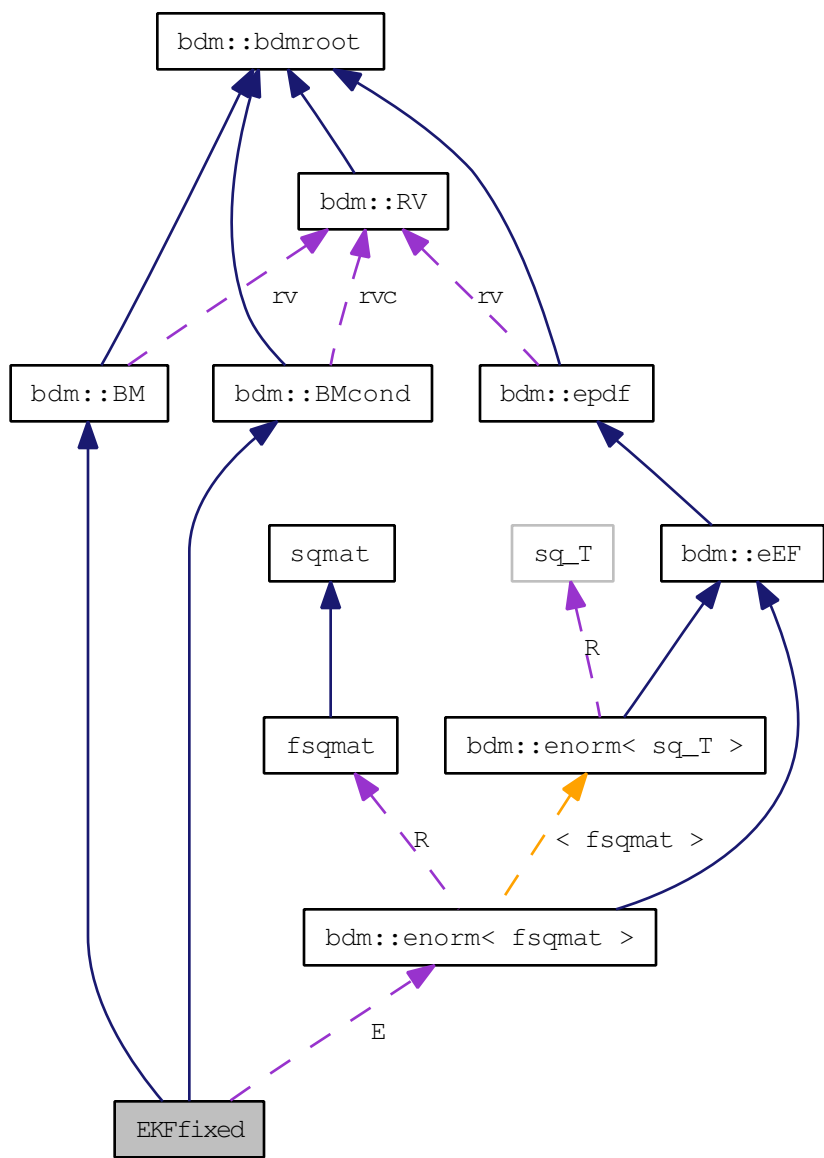 bdm::bdmroot
bdm::RV
rv
rvc
rv
bdm::BM
bdm::BMcond
bdm::epdf
sqmat
sq_T
bdm::eEF
R
fsqmat
bdm::enorm< sq_T >
R
< fsqmat >
bdm::enorm< fsqmat >
E
EKFfixed